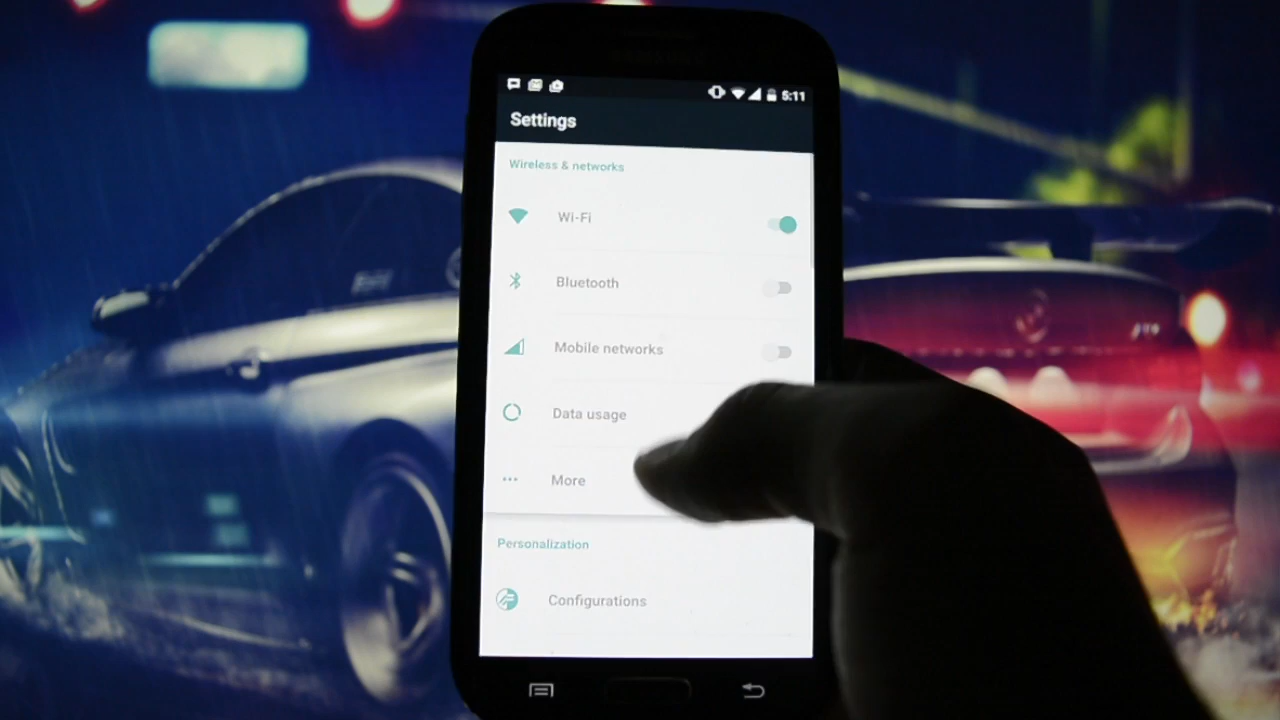 5:11
Settings
Wireless & networks
Wi-Fi
Bluetooth
Mobile networks
Data usage
More
Personalization
Configurations